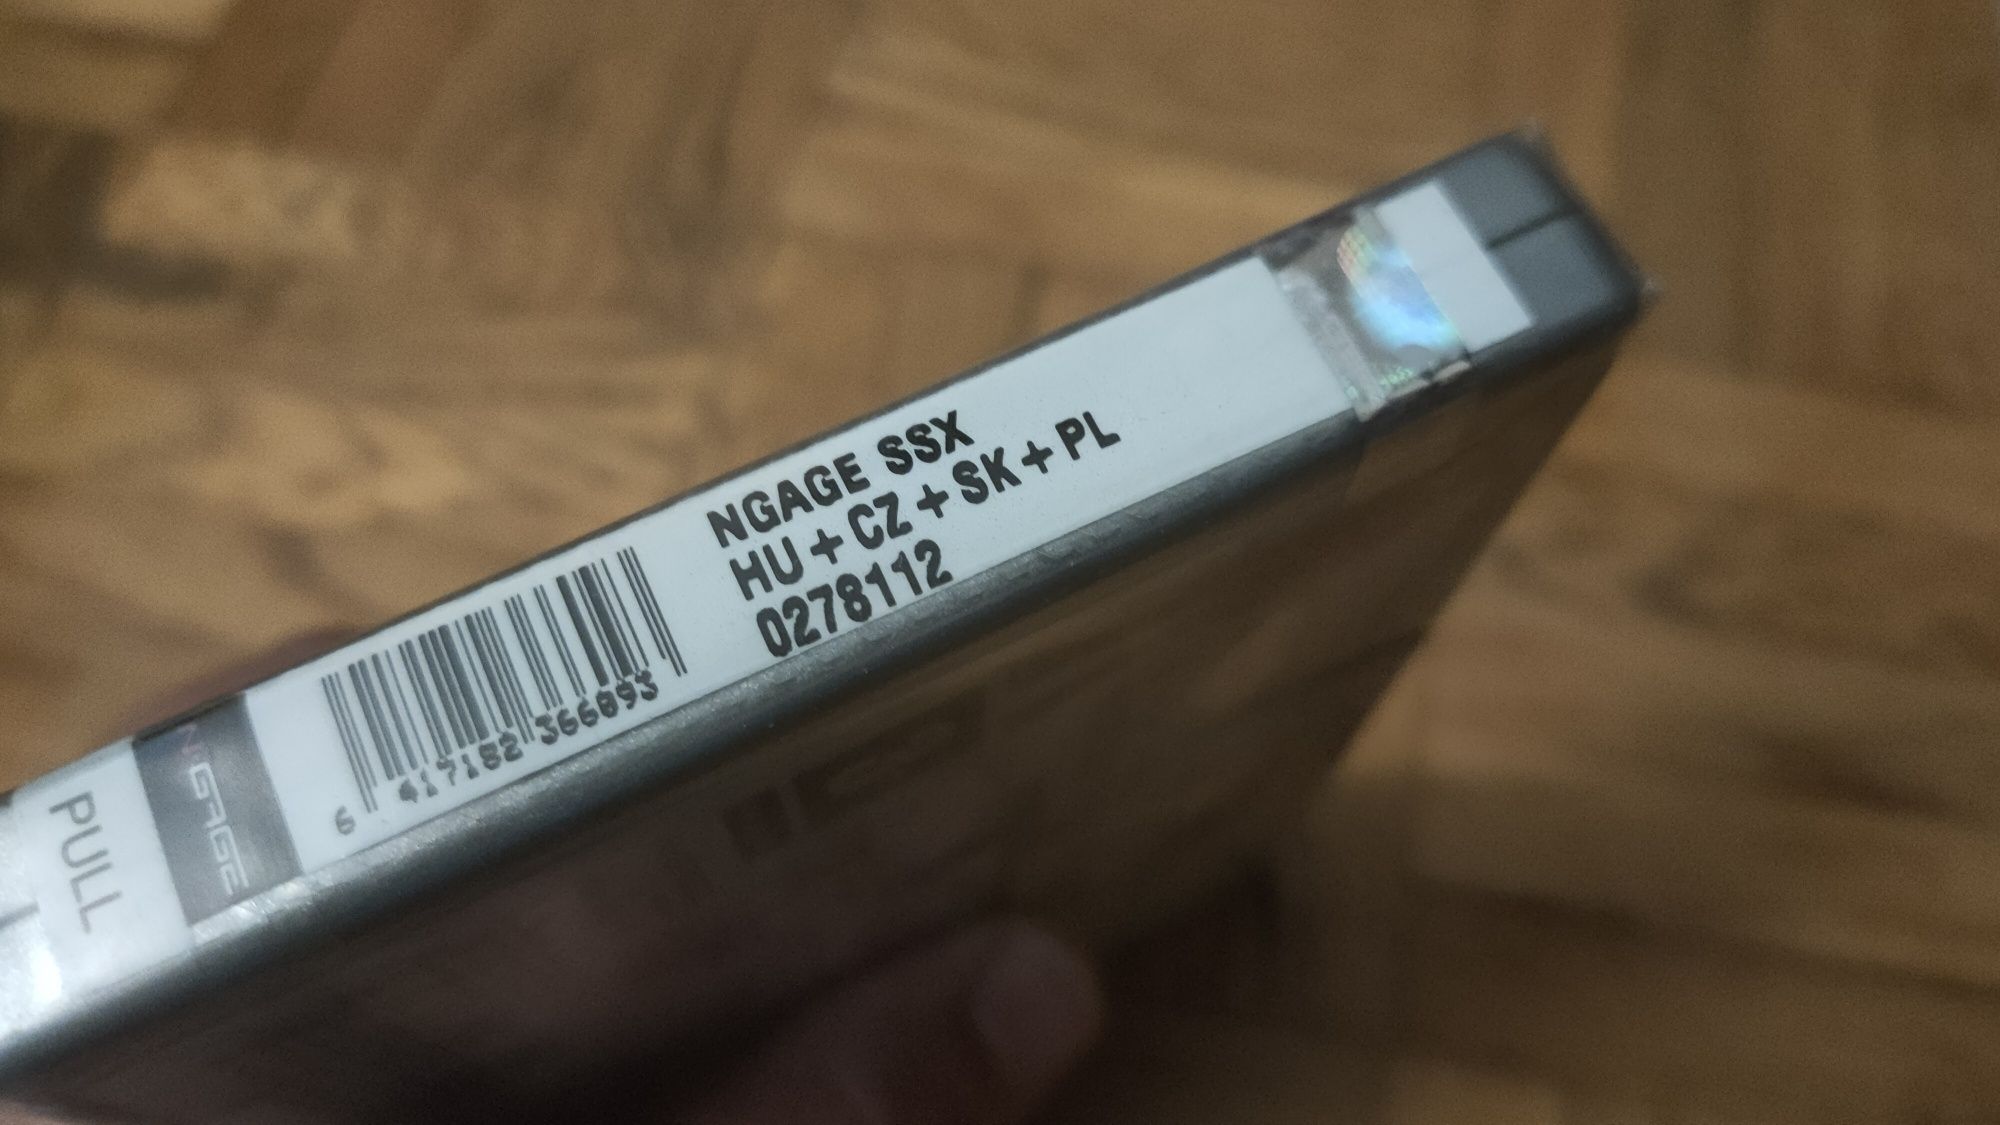 NGAGE SSX
HU + CZ + SK + PL
0278112
6 417182 366893
N·GAGE
PULL